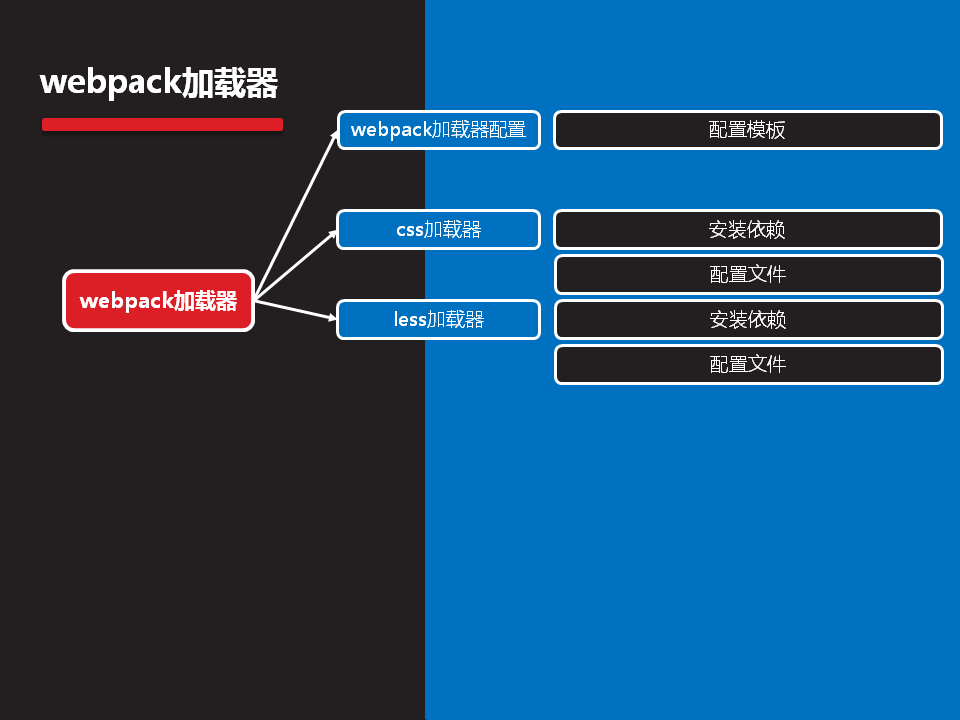 webpack加载器
webpack加载器配置
配置模板
css加载器
安装依赖
配置文件
webpack加载器
less加载器
安装依赖
配置文件